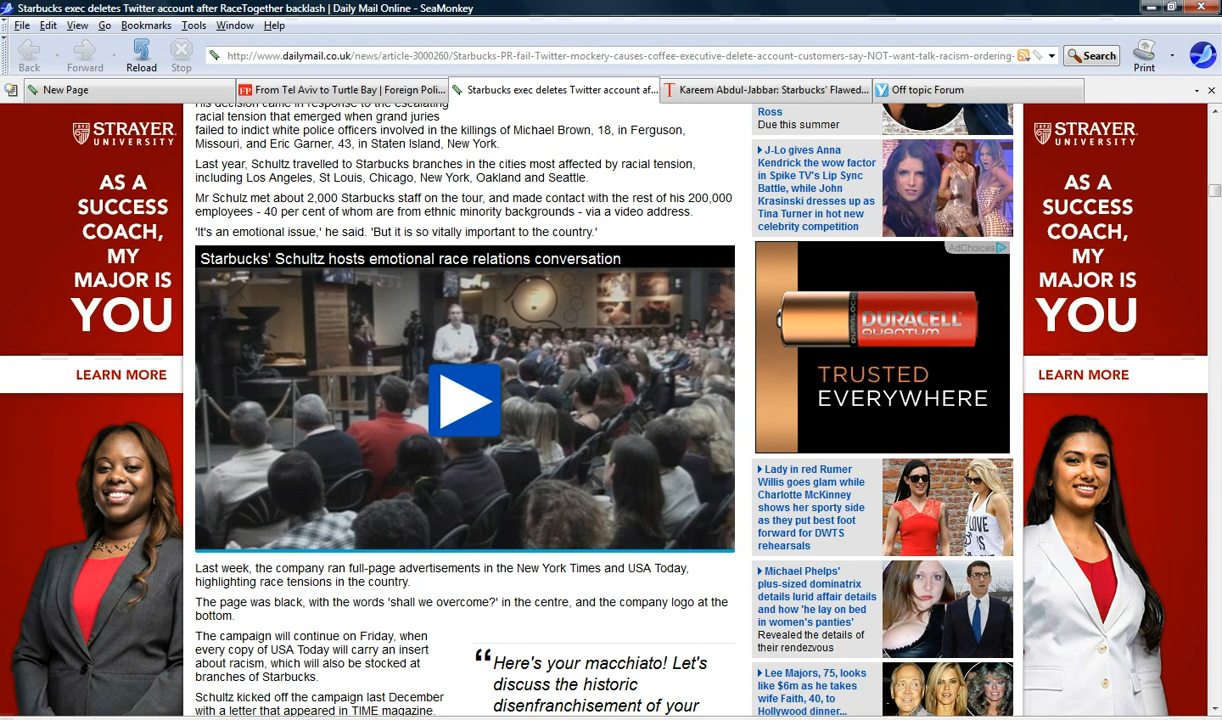 Starbucks exec deletes Twitter account after RaceTogether backlash | Daily Mail Online - SeaMonkey
File Edit View Go Bookmarks Tools Window Help
Back Forward Reload Stop
http://www.dailymail.co.uk/news/article-3000260/Starbucks-PR-fail-Twitter-mockery-causes-coffee-executive-delete-account-customers-say-NOT-want-talk-racism-ordering-
Search
Print
New Page
From Tel Aviv to Turtle Bay | Foreign Poli...
Starbucks exec deletes Twitter account af...
Kareem Abdul-Jabbar: Starbucks' Flawed...
Off topic Forum
STRAYER
UNIVERSITY
AS A
SUCCESS
COACH,
MY
MAJOR IS
YOU
LEARN MORE
His decision came in response to the escalating
racial tension that emerged when grand juries
failed to indict white police officers involved in the killings of Michael Brown, 18, in Ferguson,
Missouri, and Eric Garner, 43, in Staten Island, New York.
Last year, Schultz travelled to Starbucks branches in the cities most affected by racial tension,
including Los Angeles, St Louis, Chicago, New York, Oakland and Seattle.
Mr Schulz met about 2,000 Starbucks staff on the tour, and made contact with the rest of his 200,000
employees - 40 per cent of whom are from ethnic minority backgrounds - via a video address.
'It's an emotional issue,' he said. 'But it is so vitally important to the country.'
Starbucks' Schultz hosts emotional race relations conversation
Last week, the company ran full-page advertisements in the New York Times and USA Today,
highlighting race tensions in the country.
The page was black, with the words 'shall we overcome?' in the centre, and the company logo at the
bottom.
The campaign will continue on Friday, when
every copy of USA Today will carry an insert
about racism, which will also be stocked at
branches of Starbucks.
Schultz kicked off the campaign last December
with a letter that appeared in TIME magazine.
“Here's your macchiato! Let's
discuss the historic
disenfranchisement of your
Ross
Due this summer
J-Lo gives Anna
Kendrick the wow factor
in Spike TV's Lip Sync
Battle, while John
Krasinski dresses up as
Tina Turner in hot new
celebrity competition
AdChoices
DURACELL
QUANTUM
TRUSTED
EVERYWHERE
Lady in red Rumer
Willis goes glam while
Charlotte McKinney
shows her sporty side
as they put best foot
forward for DWTS
rehearsals
LOVE
Michael Phelps'
plus-sized dominatrix
details lurid affair details
and how 'he lay on bed
in women's panties'
Revealed the details of
their rendezvous
Lee Majors, 75, looks
like $6m as he takes
wife Faith, 40, to
Hollywood dinner...
STRAYER
UNIVERSITY
AS A
SUCCESS
COACH,
MY
MAJOR IS
YOU
LEARN MORE